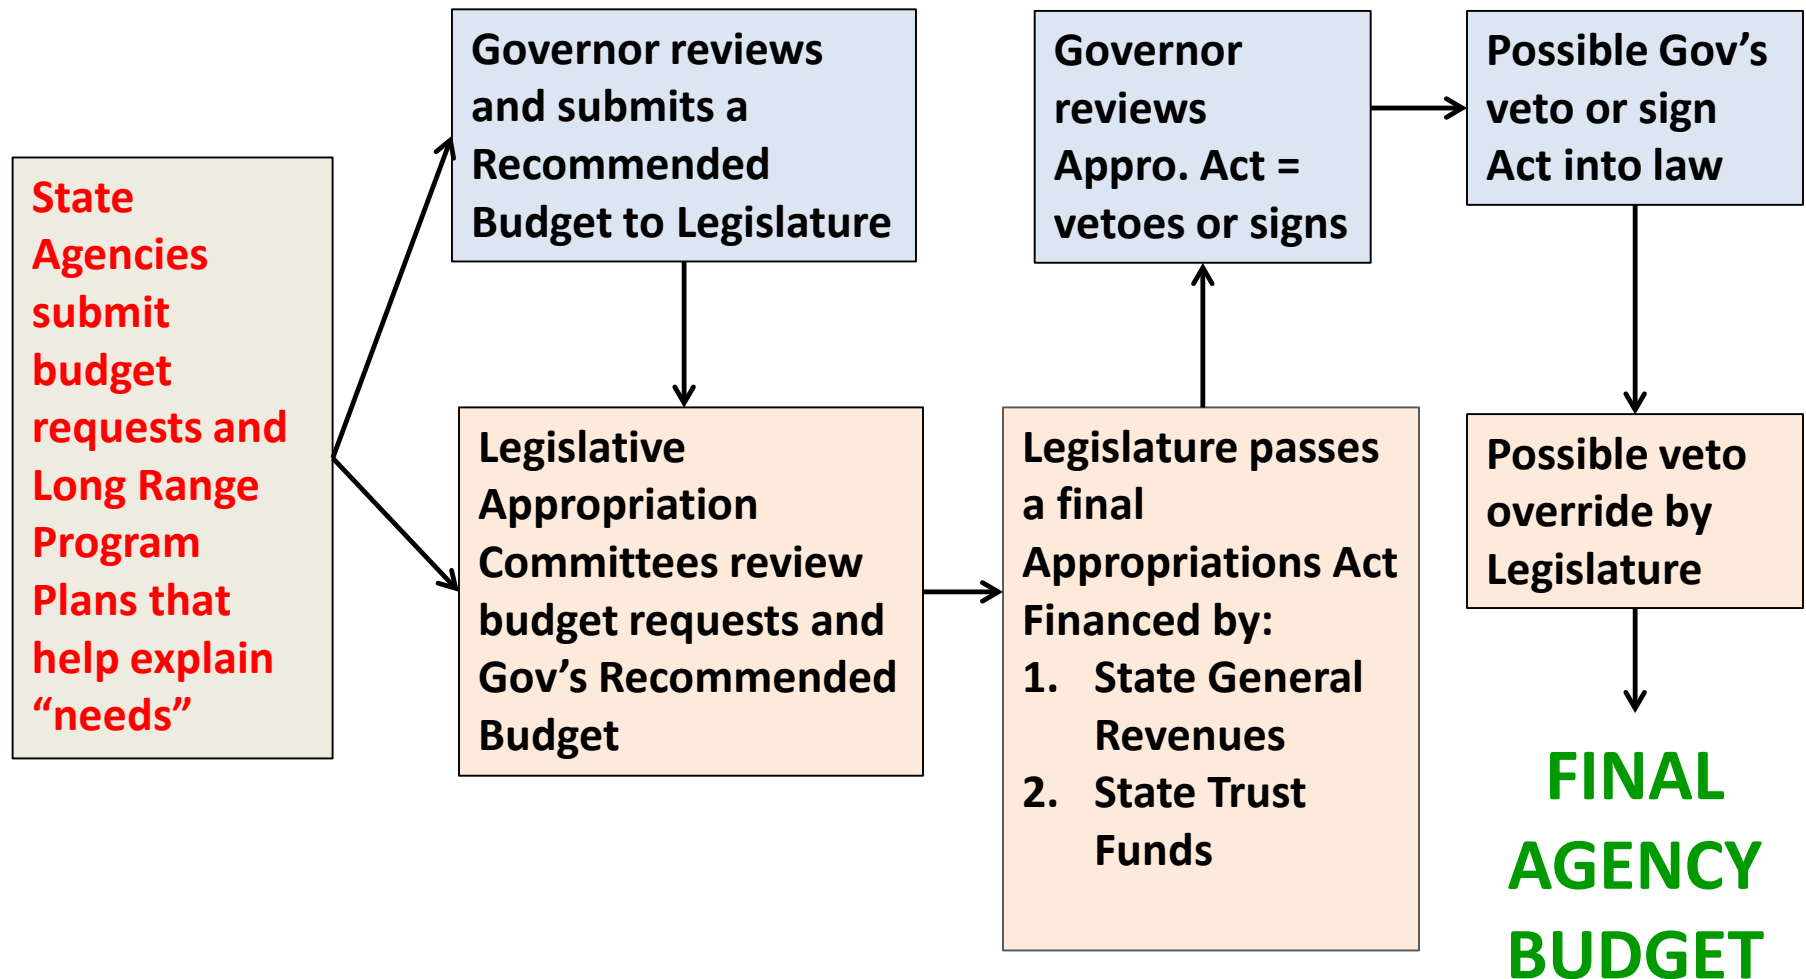 State
Agencies
submit
budget
requests and
Long Range
Program
Plans that
help explain
“needs”
Governor reviews
and submits a
Recommended
Budget to Legislature
Legislative
Appropriation
Committees review
budget requests and
Gov’s Recommended
Budget
Legislature passes
a final
Appropriations Act
Financed by:
1. State General
Revenues
2. State Trust
Funds
Governor
reviews
Appro. Act =
vetoes or signs
Possible Gov’s
veto or sign
Act into law
Possible veto
override by
Legislature
FINAL
AGENCY
BUDGET